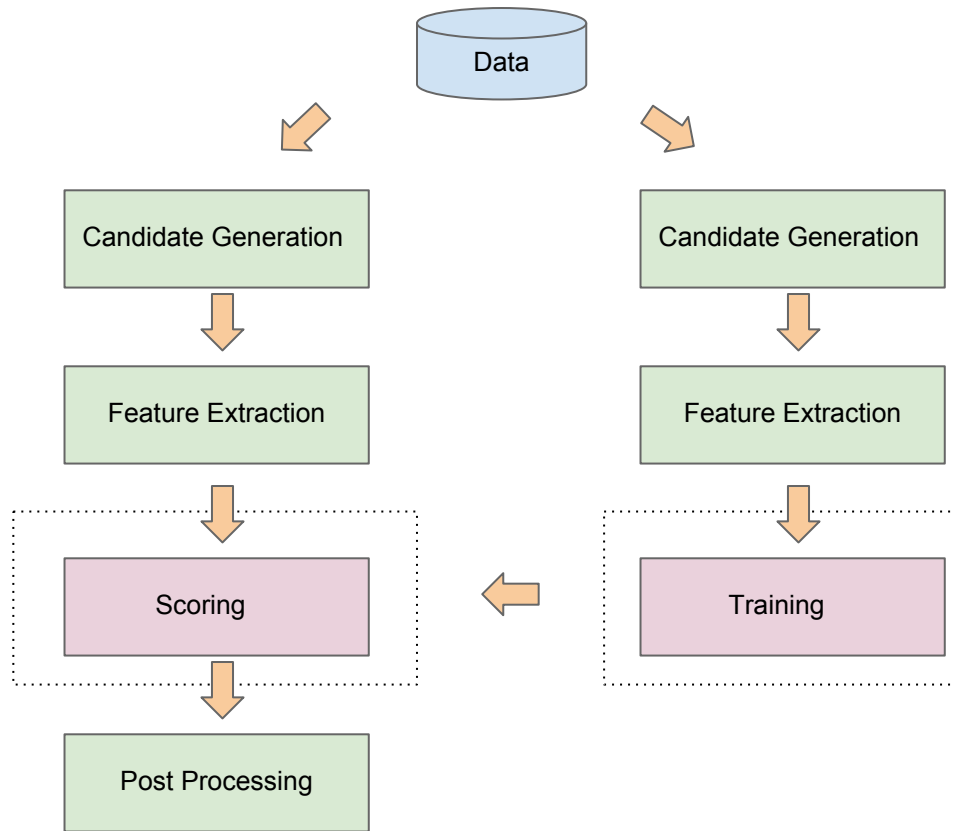 Data
Candidate Generation
Candidate Generation
Feature Extraction
Feature Extraction
Scoring
Training
Post Processing